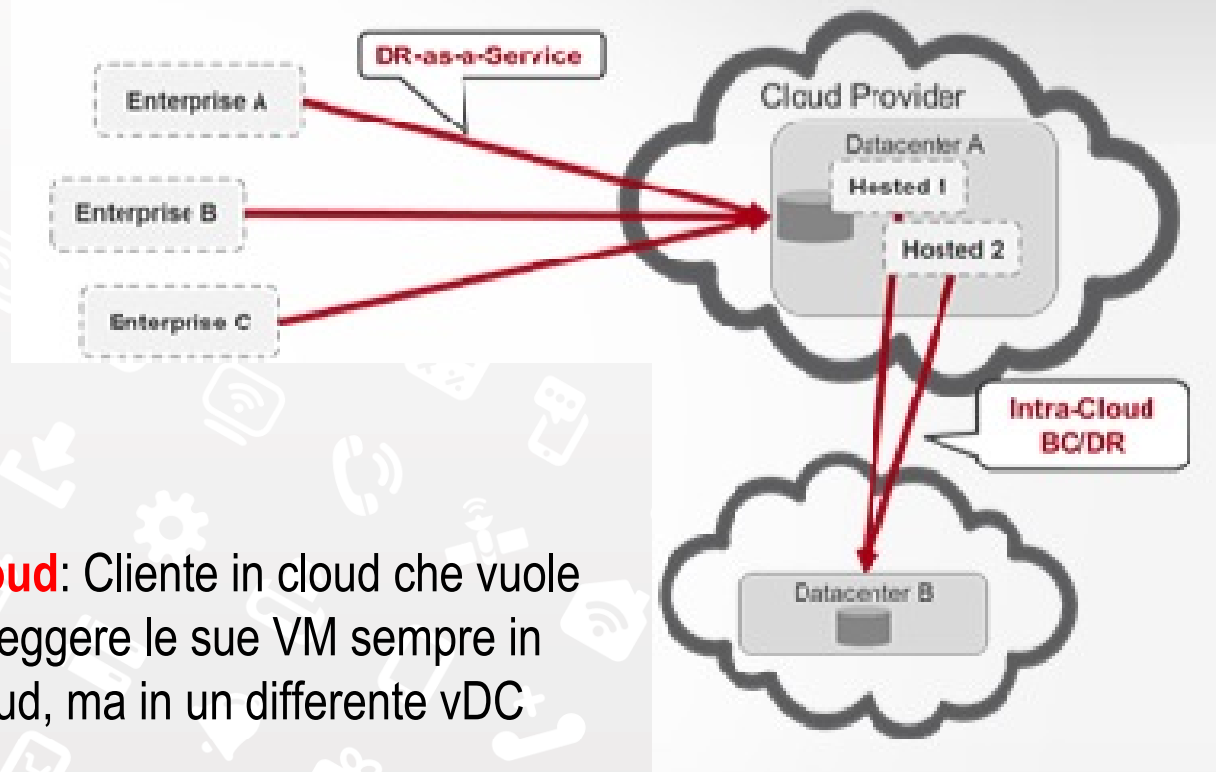 DR-as-a-Service
Enterprise A
Enterprise B
Enterprise C
Cloud Provider
Datacenter A
Hosted 1
Hosted 2
Intra-Cloud
BC/DR
Datacenter B
oud: Cliente in cloud che vuole
eggere le sue VM sempre in
ud, ma in un differente vDC